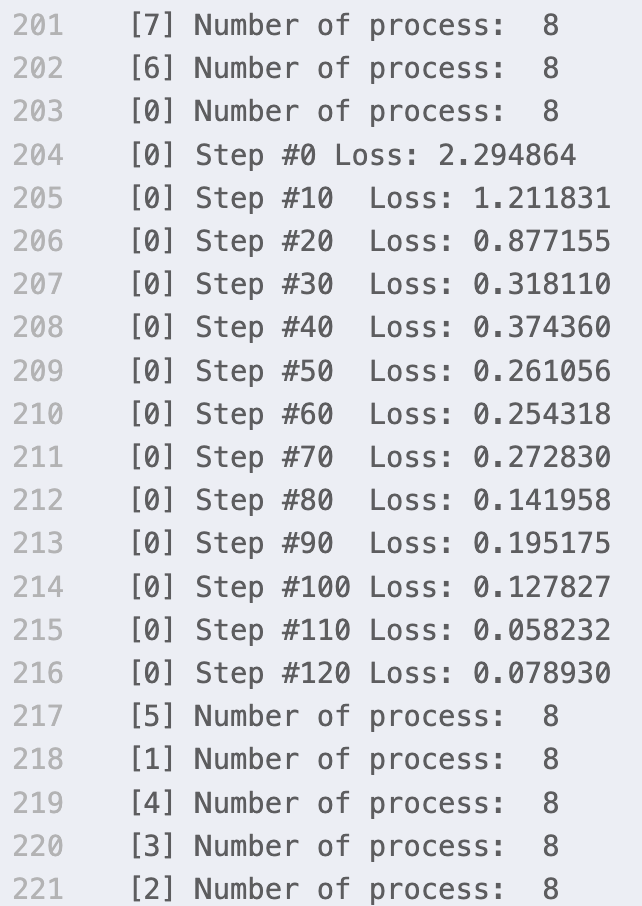 201 [7] Number of process:  8
202 [6] Number of process:  8
203 [0] Number of process:  8
204 [0] Step #0 Loss: 2.294864
205 [0] Step #10  Loss: 1.211831
206 [0] Step #20  Loss: 0.877155
207 [0] Step #30  Loss: 0.318110
208 [0] Step #40  Loss: 0.374360
209 [0] Step #50  Loss: 0.261056
210 [0] Step #60  Loss: 0.254318
211 [0] Step #70  Loss: 0.272830
212 [0] Step #80  Loss: 0.141958
213 [0] Step #90  Loss: 0.195175
214 [0] Step #100 Loss: 0.127827
215 [0] Step #110 Loss: 0.058232
216 [0] Step #120 Loss: 0.078930
217 [5] Number of process:  8
218 [1] Number of process:  8
219 [4] Number of process:  8
220 [3] Number of process:  8
221 [2] Number of process:  8